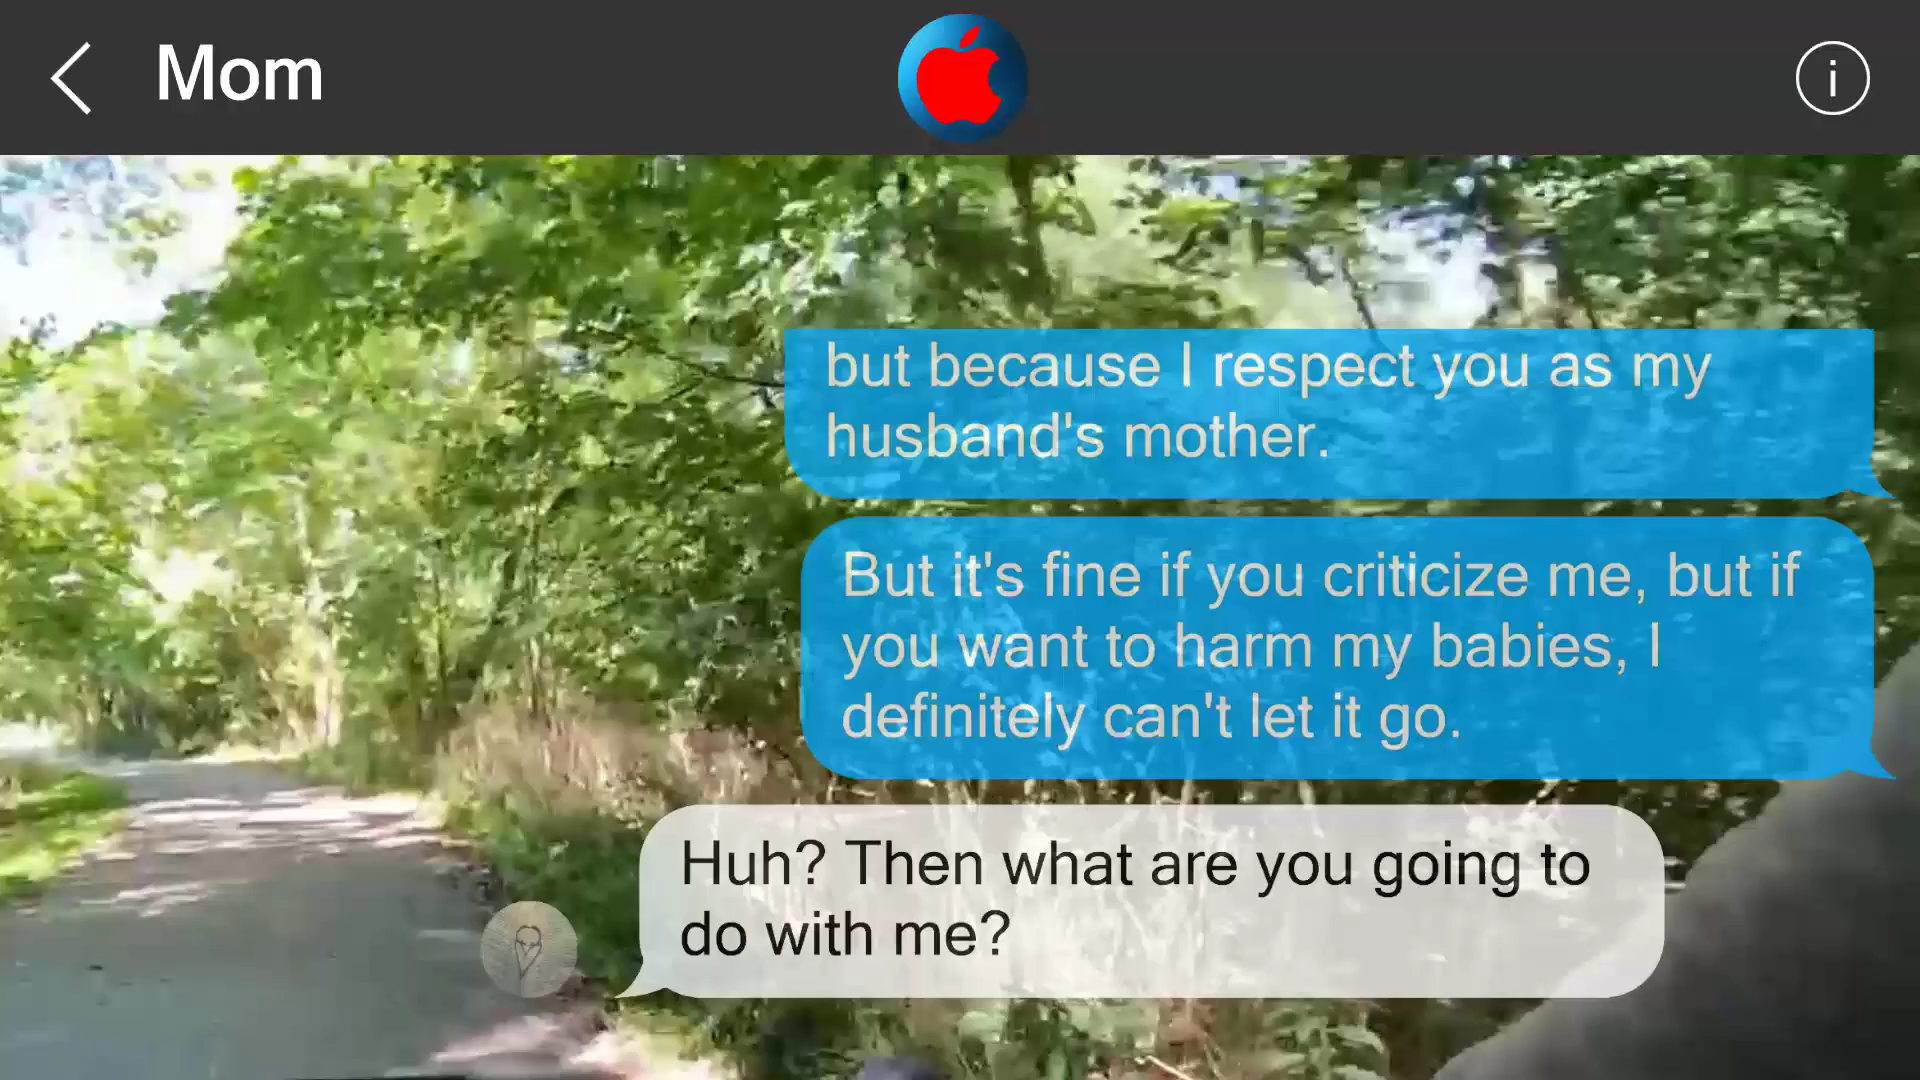 Mom
but because I respect you as my
husband's mother.
But it's fine if you criticize me, but if
you want to harm my babies, I
definitely can't let it go.
Huh? Then what are you going to
do with me?